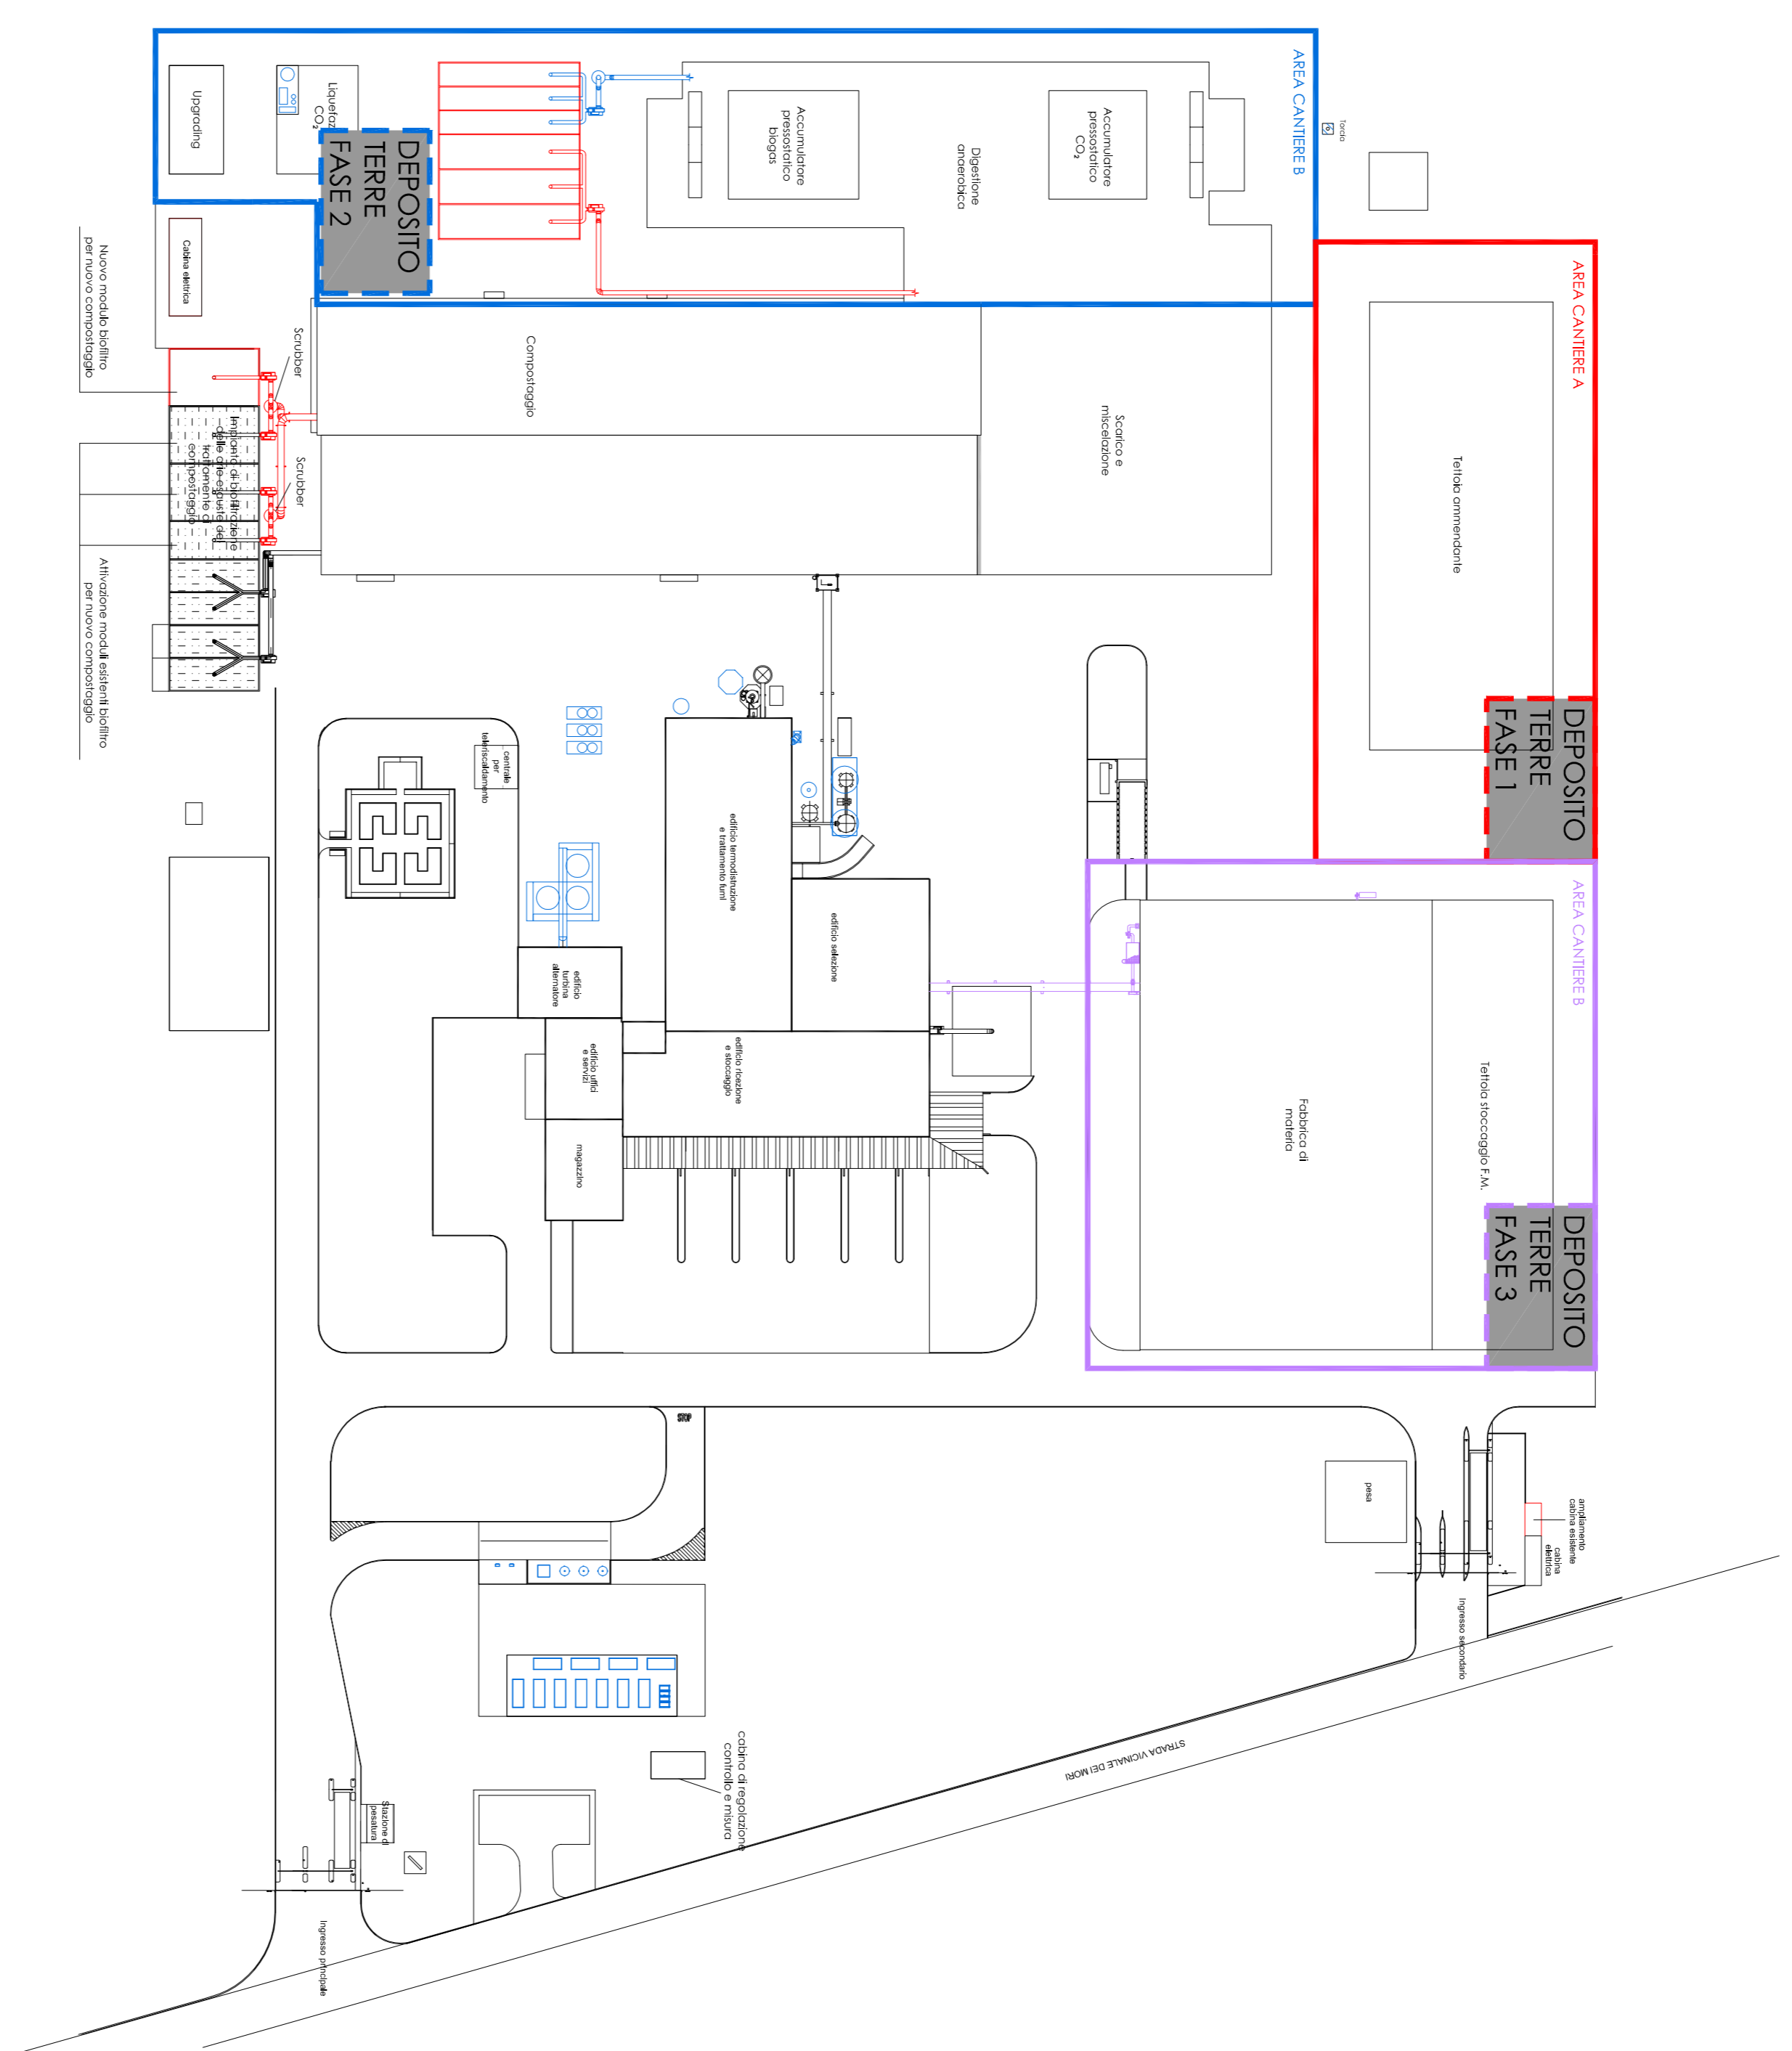 AREA CANTIERE B
Torcia
Upgrading
Liquefaz
CO₂
DEPOSITO
TERRE
FASE 2
Accumulatore
pressostatico
biogas
Digestione
anaerobica
Accumulatore
pressostatico
CO₂
AREA CANTIERE A
Tettoia ammendante
DEPOSITO
TERRE
FASE 1
Cabina elettrica
Nuovo modulo biofiltro
per nuovo compostaggio
Scrubber
Scrubber
Impianto di biofiltrazione
delle arie esauste del
trattamento di
compostaggio
Attivazione moduli esistenti biofiltro
per nuovo compostaggio
Compostaggio
Scarico e
miscelazione
centrale
per
teleriscaldamento
edificio termodistruzione
e trattamento fumi
edificio selezione
edificio
turbina
alternatore
edificio uffici
e servizi
edificio ricezione
e stoccaggio
magazzino
AREA CANTIERE B
Tettoia stoccaggio F.M.
Fabbrica di
materia
DEPOSITO
TERRE
FASE 3
STOP
pesa
ampliamento
cabina esistente
cabina
elettrica
Ingresso secondario
STRADA VICINALE DEI MORI
cabina di regolazione
controllo e misura
Stazione di
pesatura
Ingresso principale